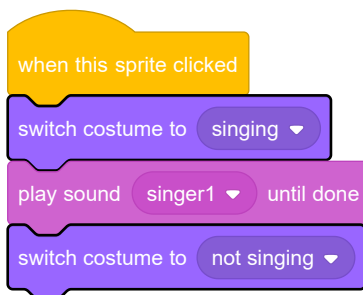 when this sprite clicked
switch costume to singing
play sound singer1 until done
switch costume to not singing